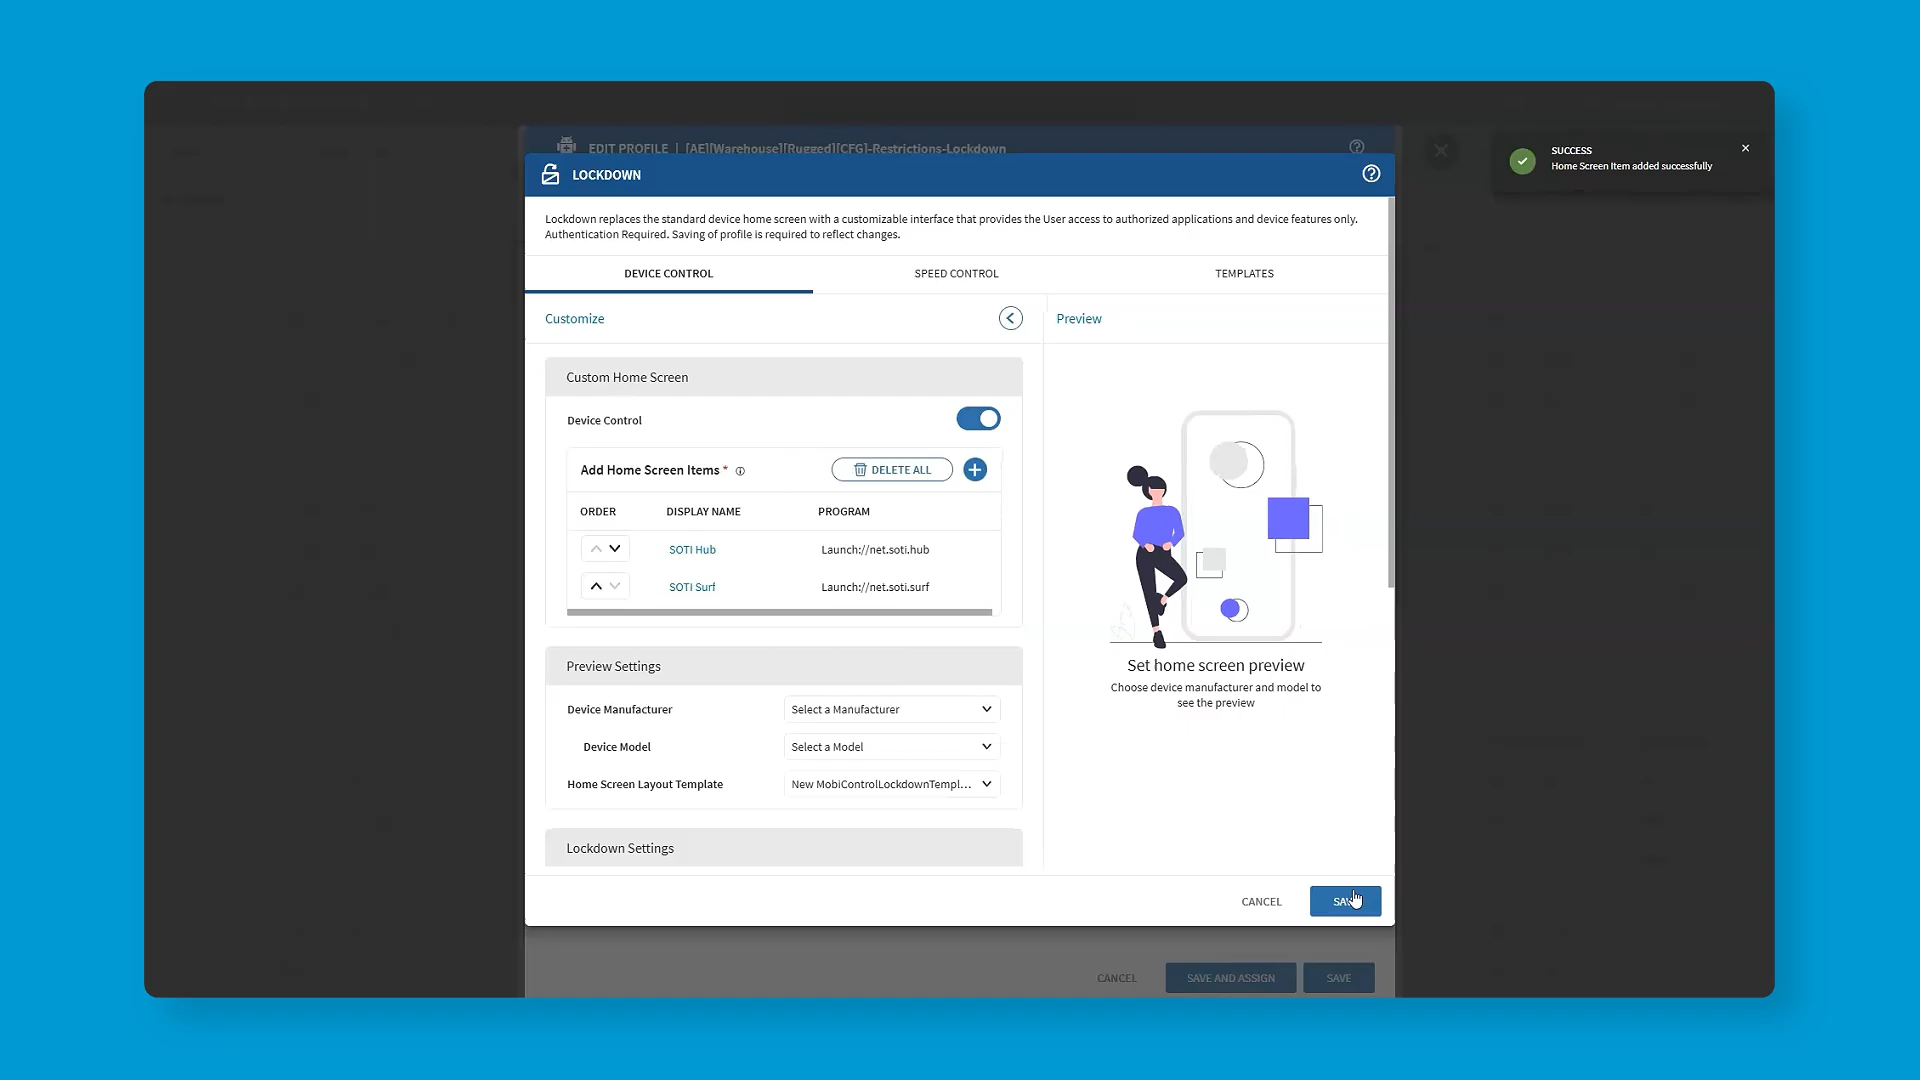 EDIT PROFILE | [AE][Warehouse][Rugged][CFG]-Restrictions-Lockdown
SUCCESS
Home Screen Item added successfully
LOCKDOWN
Lockdown replaces the standard device home screen with a customizable interface that provides the User access to authorized applications and device features only.
Authentication Required. Saving of profile is required to reflect changes.
DEVICE CONTROL
SPEED CONTROL
TEMPLATES
Customize
Preview
Custom Home Screen
Device Control
Add Home Screen Items *
DELETE ALL
ORDER DISPLAY NAME PROGRAM
SOTI Hub Launch://net.soti.hub
SOTI Surf Launch://net.soti.surf
Preview Settings
Device Manufacturer Select a Manufacturer
Device Model Select a Model
Home Screen Layout Template New MobiControlLockdownTempl...
Lockdown Settings
Set home screen preview
Choose device manufacturer and model to
see the preview
CANCEL
CANCEL SAVE AND ASSIGN SAVE